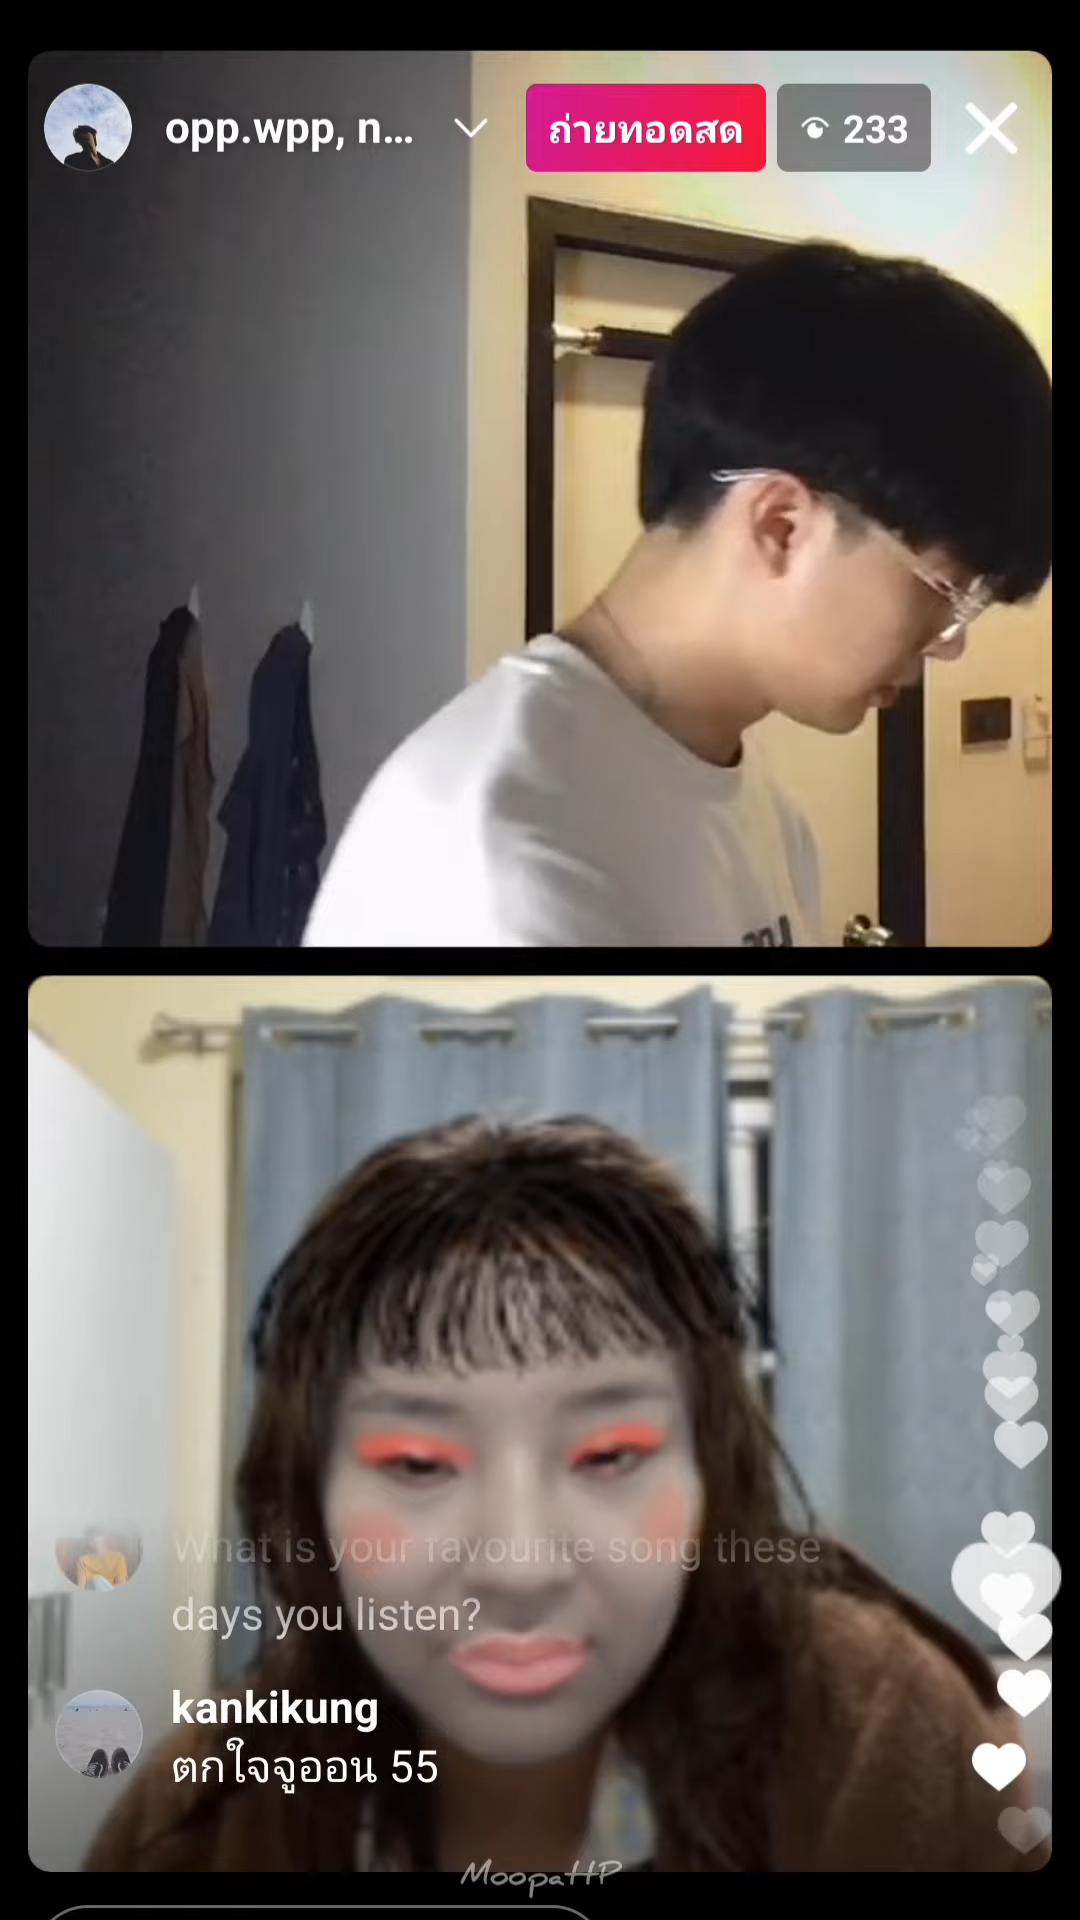 opp.wpp, n...
ถ่ายทอดสด
233
What is your favourite song these
days you listen?
kankikung
ตกใจจูออน 55
MoopaHP